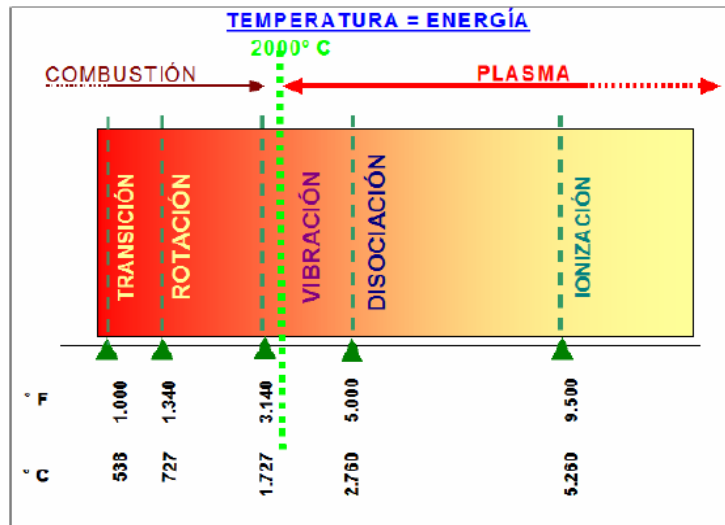 TEMPERATURA = ENERGÍA
2000º C
COMBUSTIÓN
PLASMA
TRANSICIÓN
ROTACIÓN
VIBRACIÓN
DISOCIACIÓN
IONIZACIÓN
º F 1.000 1.340 3.140 5.000 9.500
º C 538 727 1.727 2.760 5.260